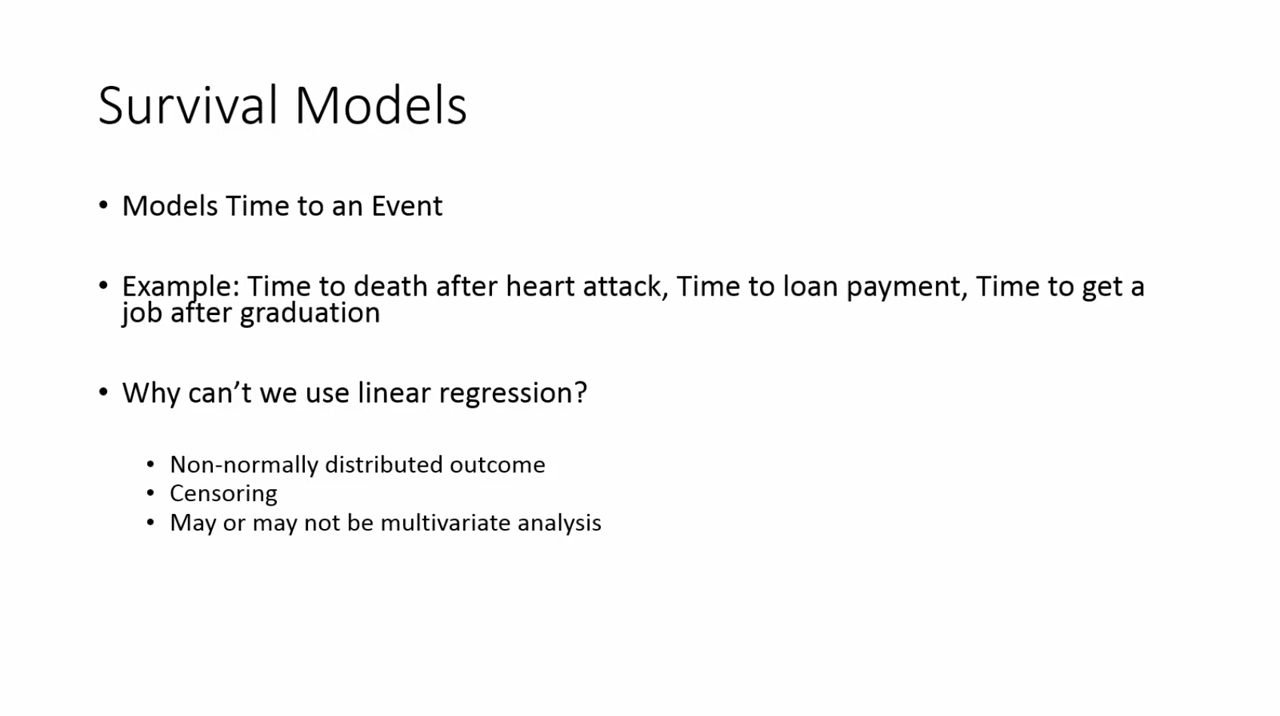 Survival Models
• Models Time to an Event
• Example: Time to death after heart attack, Time to loan payment, Time to get a
job after graduation
• Why can’t we use linear regression?
• Non-normally distributed outcome
• Censoring
• May or may not be multivariate analysis